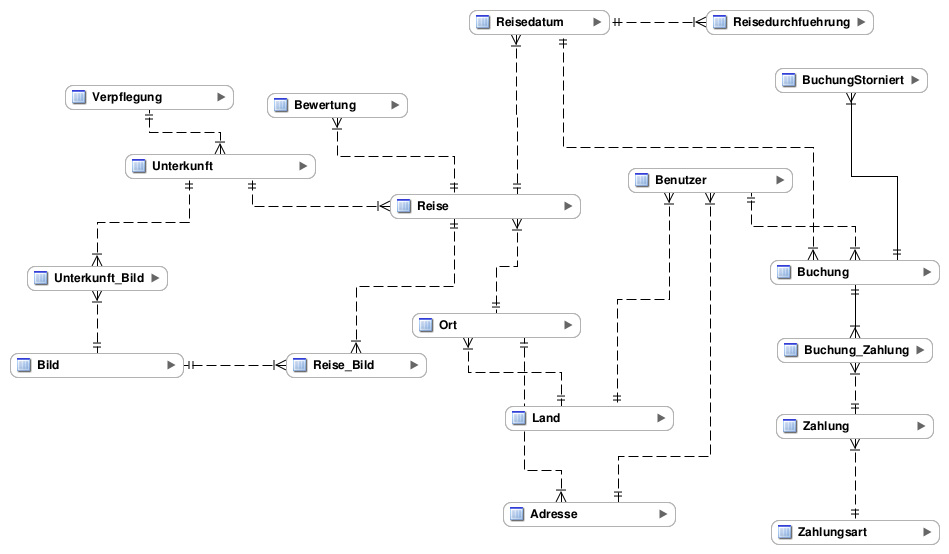 Reisedatum
Reisedurchfuehrung
BuchungStorniert
Verpflegung
Bewertung
Unterkunft
Benutzer
Reise
Buchung
Unterkunft_Bild
Ort
Buchung_Zahlung
Bild
Reise_Bild
Land
Zahlung
Adresse
Zahlungsart